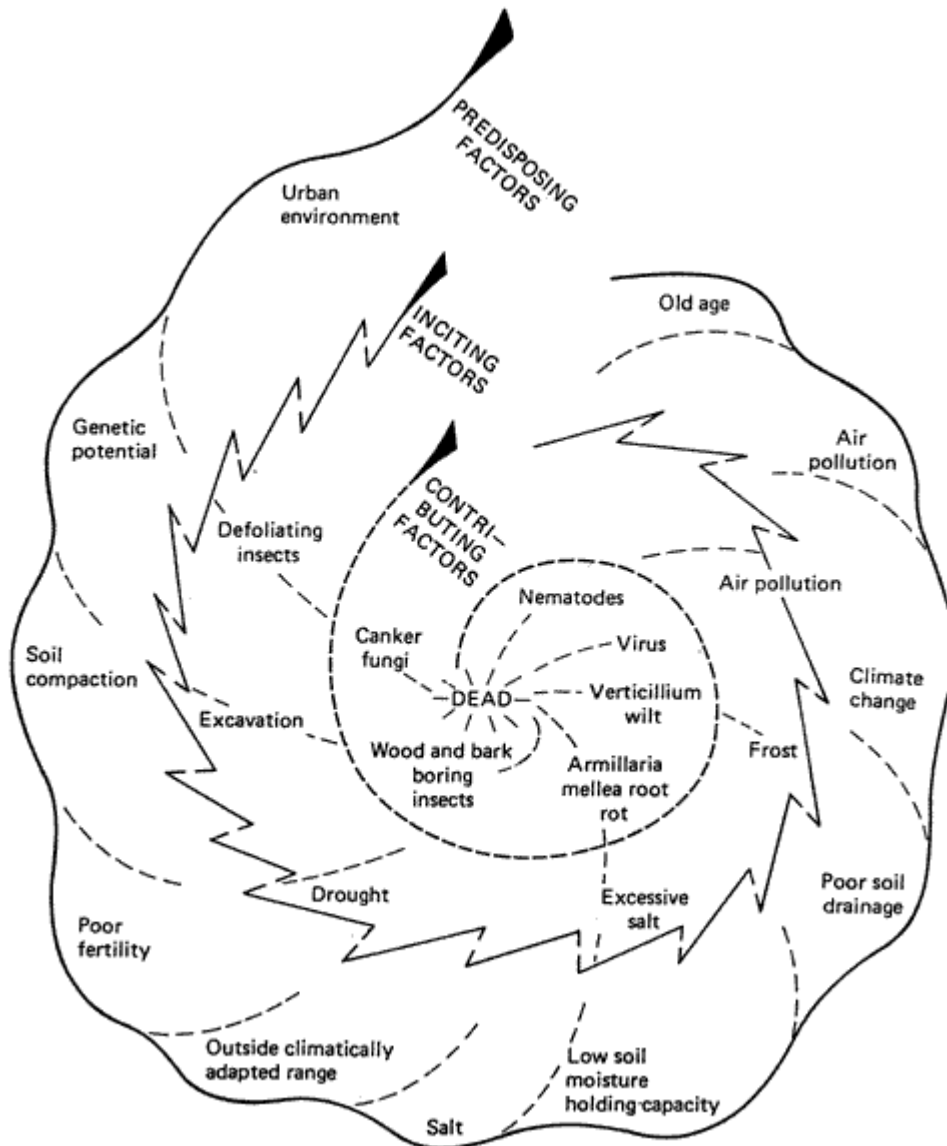 PREDISPOSING
FACTORS
Urban
environment
INCITING
FACTORS
Old age
Genetic
potential
Air
pollution
CONTRI–
BUTING
FACTORS
Defoliating
insects
Air pollution
Nematodes
Canker
fungi
Virus
Soil
compaction
Climate
change
DEAD
Verticillium
wilt
Excavation
Frost
Wood and bark
boring
insects
Armillaria
mellea root
rot
Drought
Excessive
salt
Poor soil
drainage
Poor
fertility
Outside climatically
adapted range
Low soil
moisture
holding-capacity
Salt